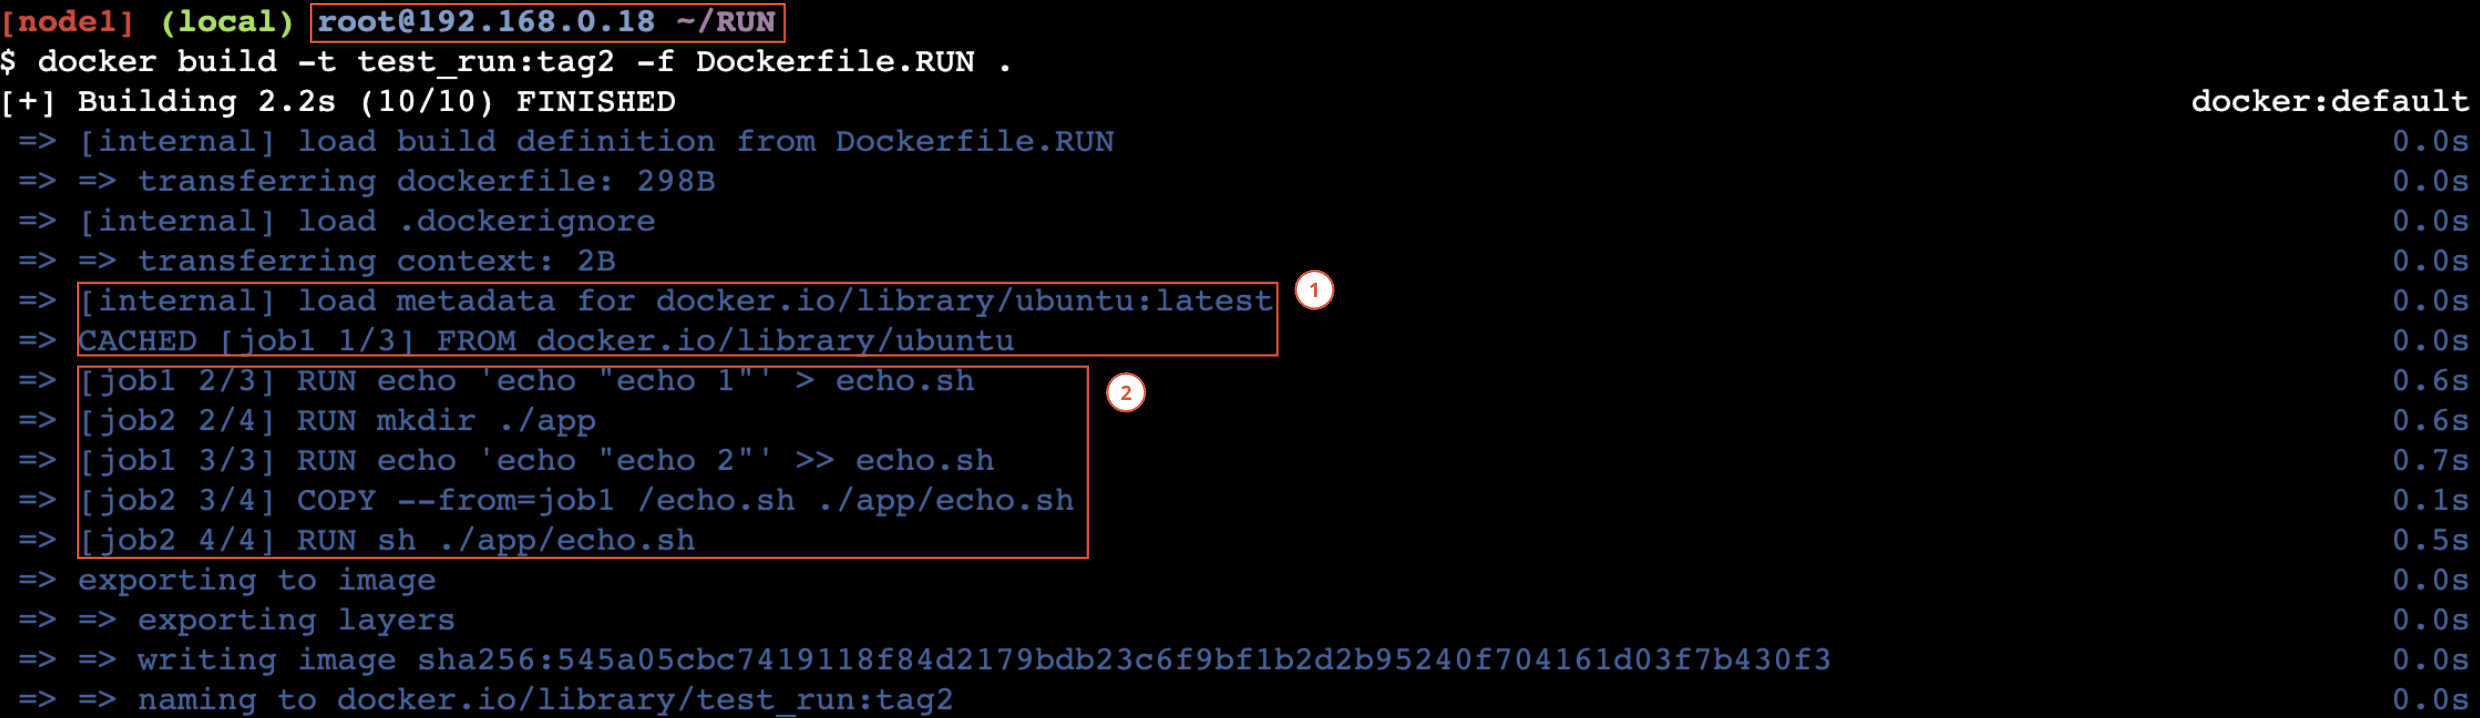 [node1] (local) root@192.168.0.18 ~/RUN
$ docker build -t test_run:tag2 -f Dockerfile.RUN .
[+] Building 2.2s (10/10) FINISHED docker:default
=> [internal] load build definition from Dockerfile.RUN 0.0s
=> => transferring dockerfile: 298B 0.0s
=> [internal] load .dockerignore 0.0s
=> => transferring context: 2B 0.0s
=> [internal] load metadata for docker.io/library/ubuntu:latest 1 0.0s
=> CACHED [job1 1/3] FROM docker.io/library/ubuntu 0.0s
=> [job1 2/3] RUN echo 'echo "echo 1"' > echo.sh 2 0.6s
=> [job2 2/4] RUN mkdir ./app 0.6s
=> [job1 3/3] RUN echo 'echo "echo 2"' >> echo.sh 0.7s
=> [job2 3/4] COPY --from=job1 /echo.sh ./app/echo.sh 0.1s
=> [job2 4/4] RUN sh ./app/echo.sh 0.5s
=> exporting to image 0.0s
=> => exporting layers 0.0s
=> => writing image sha256:545a05cbc7419118f84d2179bdb23c6f9bf1b2d2b95240f704161d03f7b430f3 0.0s
=> => naming to docker.io/library/test_run:tag2 0.0s